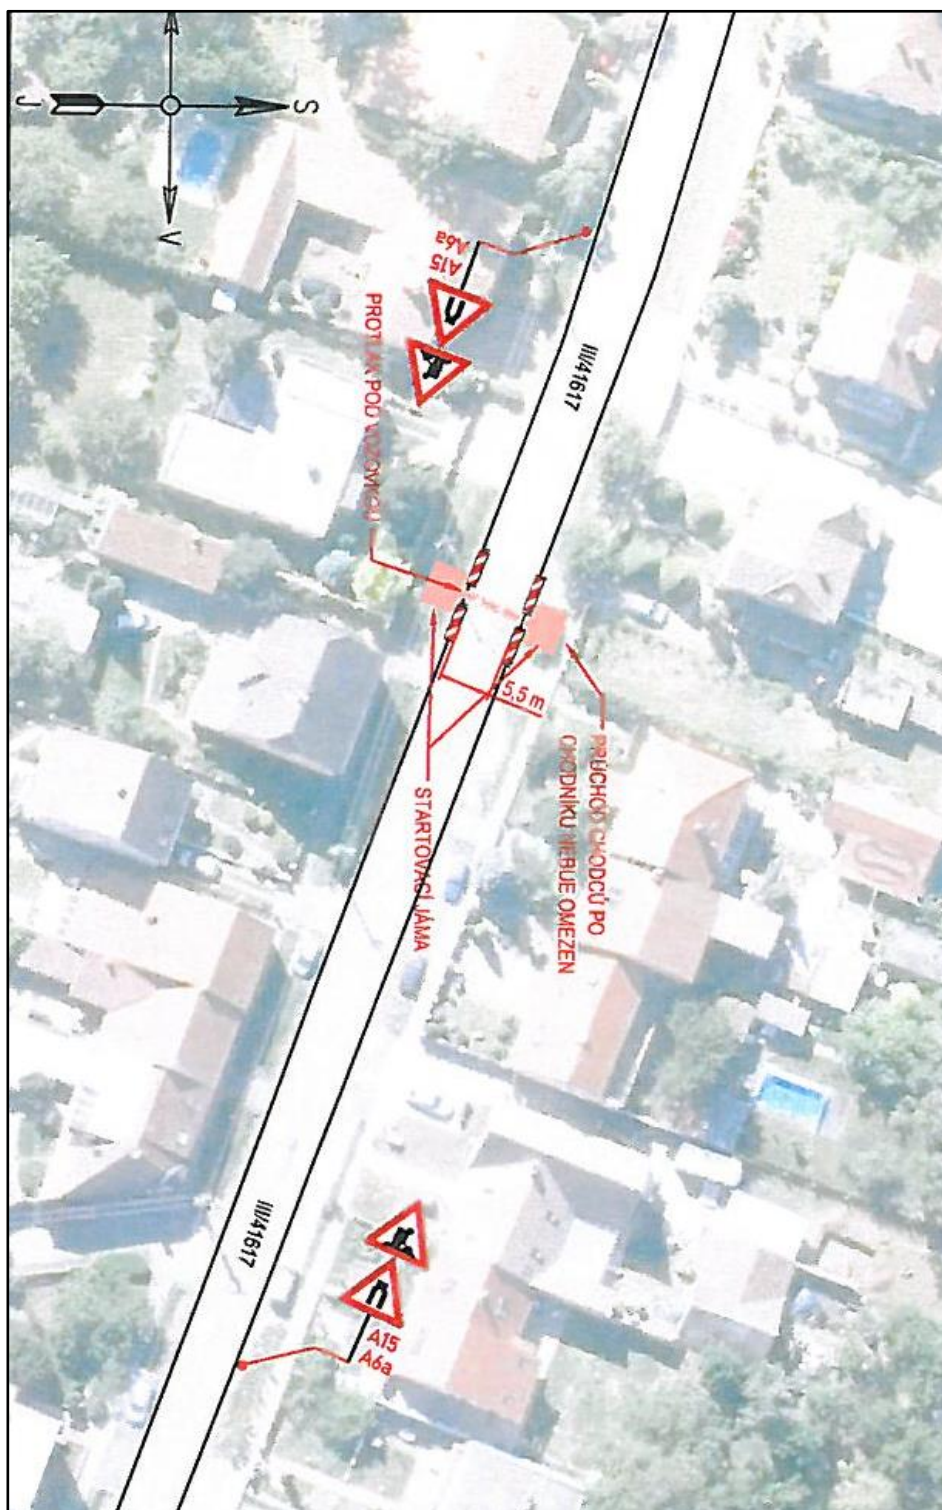 J
S
V
A15
A6a
PROTLAK POD VOZOVKOU
III/41617
5,5 m
PRŮCHOD CHODCŮ PO
CHODNÍKU NEBUE OMEZEN
STARTOVACÍ JÁMA
III/41617
A15
A6a